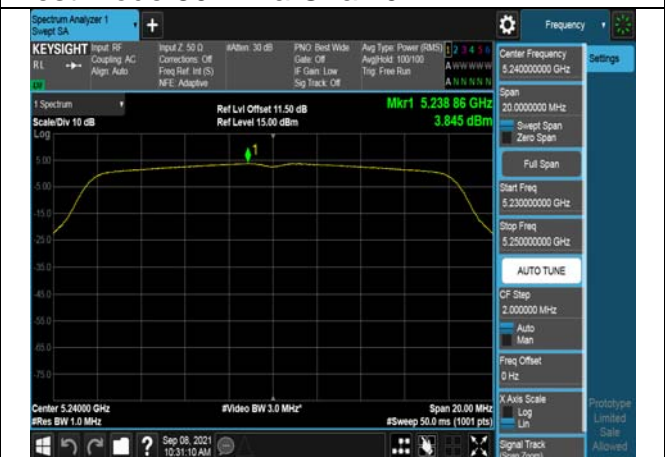 Spectrum Analyzer 1
Swept SA
+
Frequency
KEYSIGHT
RL
Input: RF
Coupling: AC
Align: Auto
Input Z: 50 Ω
Corrections: Off
Freq Ref: Int (S)
NFE: Adaptive
#Atten: 30 dB
PNO: Best Wide
Gate: Off
IF Gain: Low
Sig Track: Off
Avg Type: Power (RMS)
Avg|Hold: 100/100
Trig: Free Run
1 2 3 4 5 6
A W W W W W
A N N N N N
1 Spectrum
Scale/Div 10 dB
Log
Ref Lvl Offset 11.50 dB
Ref Level 15.00 dBm
Mkr1 5.238 86 GHz
3.845 dBm
1
5.00
-5.00
-15.0
-25.0
-35.0
-45.0
-55.0
-65.0
-75.0
Center 5.24000 GHz
#Res BW 1.0 MHz
#Video BW 3.0 MHz*
Span 20.00 MHz
#Sweep 50.0 ms (1001 pts)
Center Frequency
5.240000000 GHz
Settings
Span
20.0000000 MHz
Swept Span
Zero Span
Full Span
Start Freq
5.230000000 GHz
Stop Freq
5.250000000 GHz
AUTO TUNE
CF Step
2.000000 MHz
Auto
Man
Freq Offset
0 Hz
X Axis Scale
Log
Lin
Signal Track
(Span Zoom)
Prototype
Limited
Sale
Allowed
?
Sep 08, 2021
10:31:10 AM